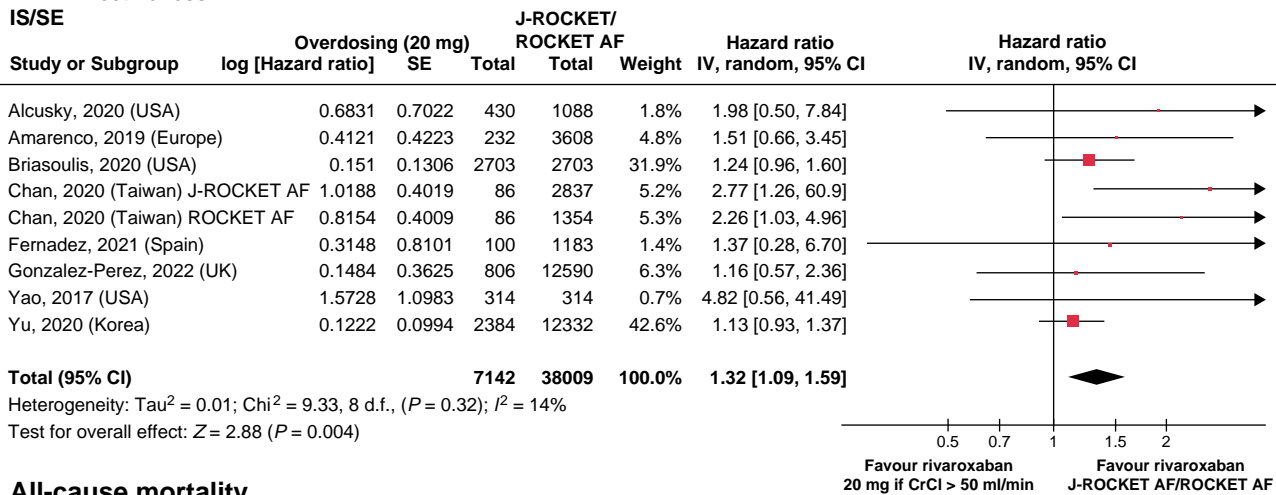 IS/SE
J-ROCKET/
Overdosing (20 mg) ROCKET AF Hazard ratio Hazard ratio
Study or Subgroup log [Hazard ratio] SE Total Total Weight IV, random, 95% CI IV, random, 95% CI
Alcusky, 2020 (USA) 0.6831 0.7022 430 1088 1.8% 1.98 [0.50, 7.84]
Amarenco, 2019 (Europe) 0.4121 0.4223 232 3608 4.8% 1.51 [0.66, 3.45]
Briasoulis, 2020 (USA) 0.151 0.1306 2703 2703 31.9% 1.24 [0.96, 1.60]
Chan, 2020 (Taiwan) J-ROCKET AF 1.0188 0.4019 86 2837 5.2% 2.77 [1.26, 60.9]
Chan, 2020 (Taiwan) ROCKET AF 0.8154 0.4009 86 1354 5.3% 2.26 [1.03, 4.96]
Fernadez, 2021 (Spain) 0.3148 0.8101 100 1183 1.4% 1.37 [0.28, 6.70]
Gonzalez-Perez, 2022 (UK) 0.1484 0.3625 806 12590 6.3% 1.16 [0.57, 2.36]
Yao, 2017 (USA) 1.5728 1.0983 314 314 0.7% 4.82 [0.56, 41.49]
Yu, 2020 (Korea) 0.1222 0.0994 2384 12332 42.6% 1.13 [0.93, 1.37]
Total (95% CI) 7142 38009 100.0% 1.32 [1.09, 1.59]
Heterogeneity: Tau² = 0.01; Chi² = 9.33, 8 d.f., (P = 0.32); I² = 14%
Test for overall effect: Z = 2.88 (P = 0.004)
0.5 0.7 1 1.5 2
Favour rivaroxaban Favour rivaroxaban
20 mg if CrCl > 50 ml/min J-ROCKET AF/ROCKET AF
All-cause mortality